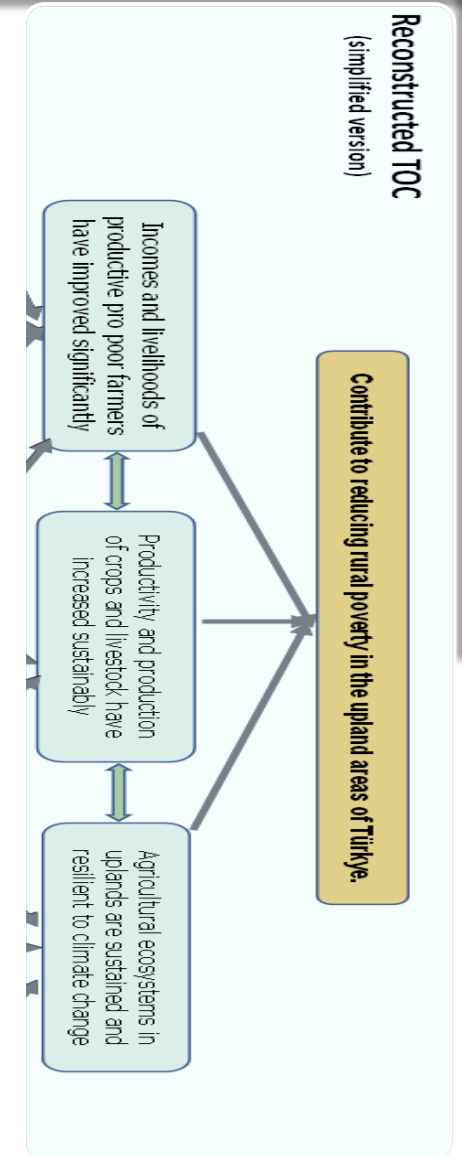 Reconstructed TOC
(simplified version)
Contribute to reducing rural poverty in the upland areas of Türkye.
Incomes and livelihoods of
productive pro poor farmers
have improved significantly
Productivity and production
of crops and livestock have
increased sustainably
Agricultural ecosystems in
uplands are sustained and
resilient to climate change